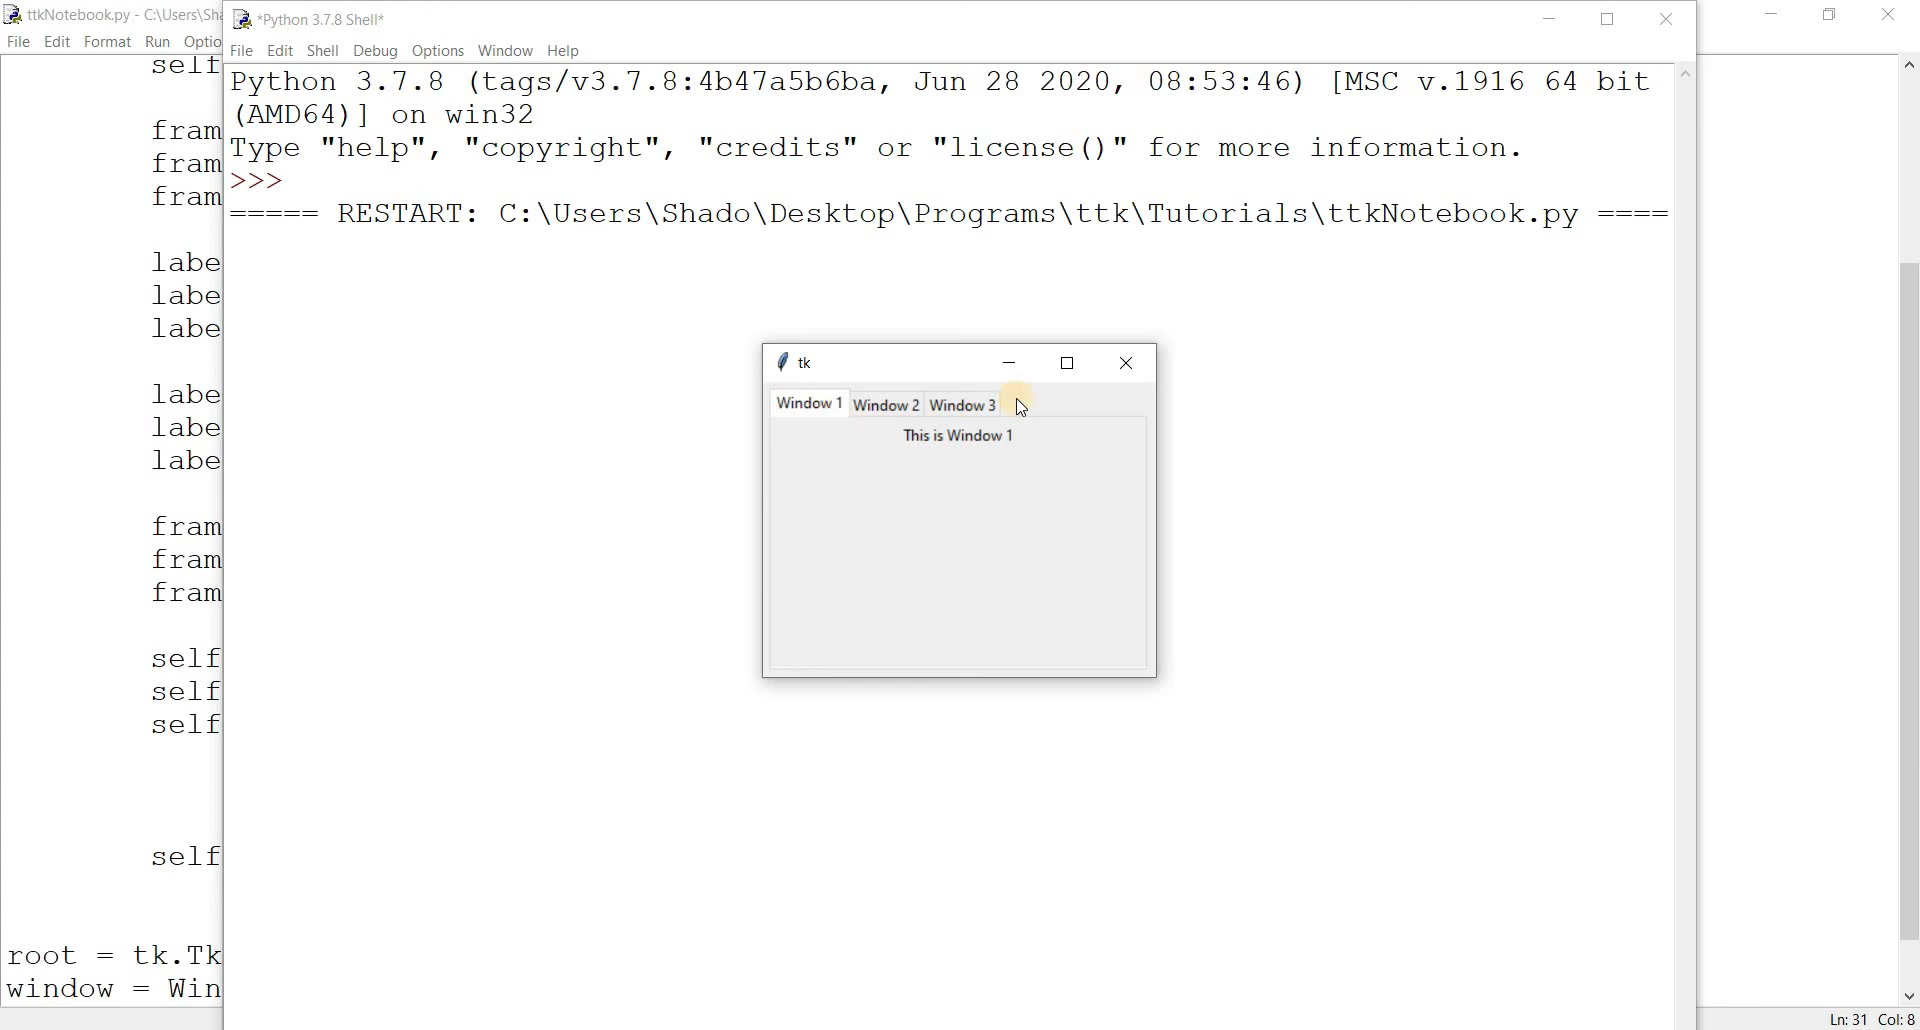 ttkNotebook.py - C:\Users\Sha
File Edit Format Run Optio
self
fram
fram
fram
labe
labe
labe
labe
labe
labe
fram
fram
fram
self
self
self
self
root = tk.Tk
window = Win
*Python 3.7.8 Shell*
File Edit Shell Debug Options Window Help
Python 3.7.8 (tags/v3.7.8:4b47a5b6ba, Jun 28 2020, 08:53:46) [MSC v.1916 64 bit
(AMD64)] on win32
Type "help", "copyright", "credits" or "license()" for more information.
>>>
===== RESTART: C:\Users\Shado\Desktop\Programs\ttk\Tutorials\ttkNotebook.py ====
tk
Window 1 Window 2 Window 3
This is Window 1
Ln: 31 Col: 8